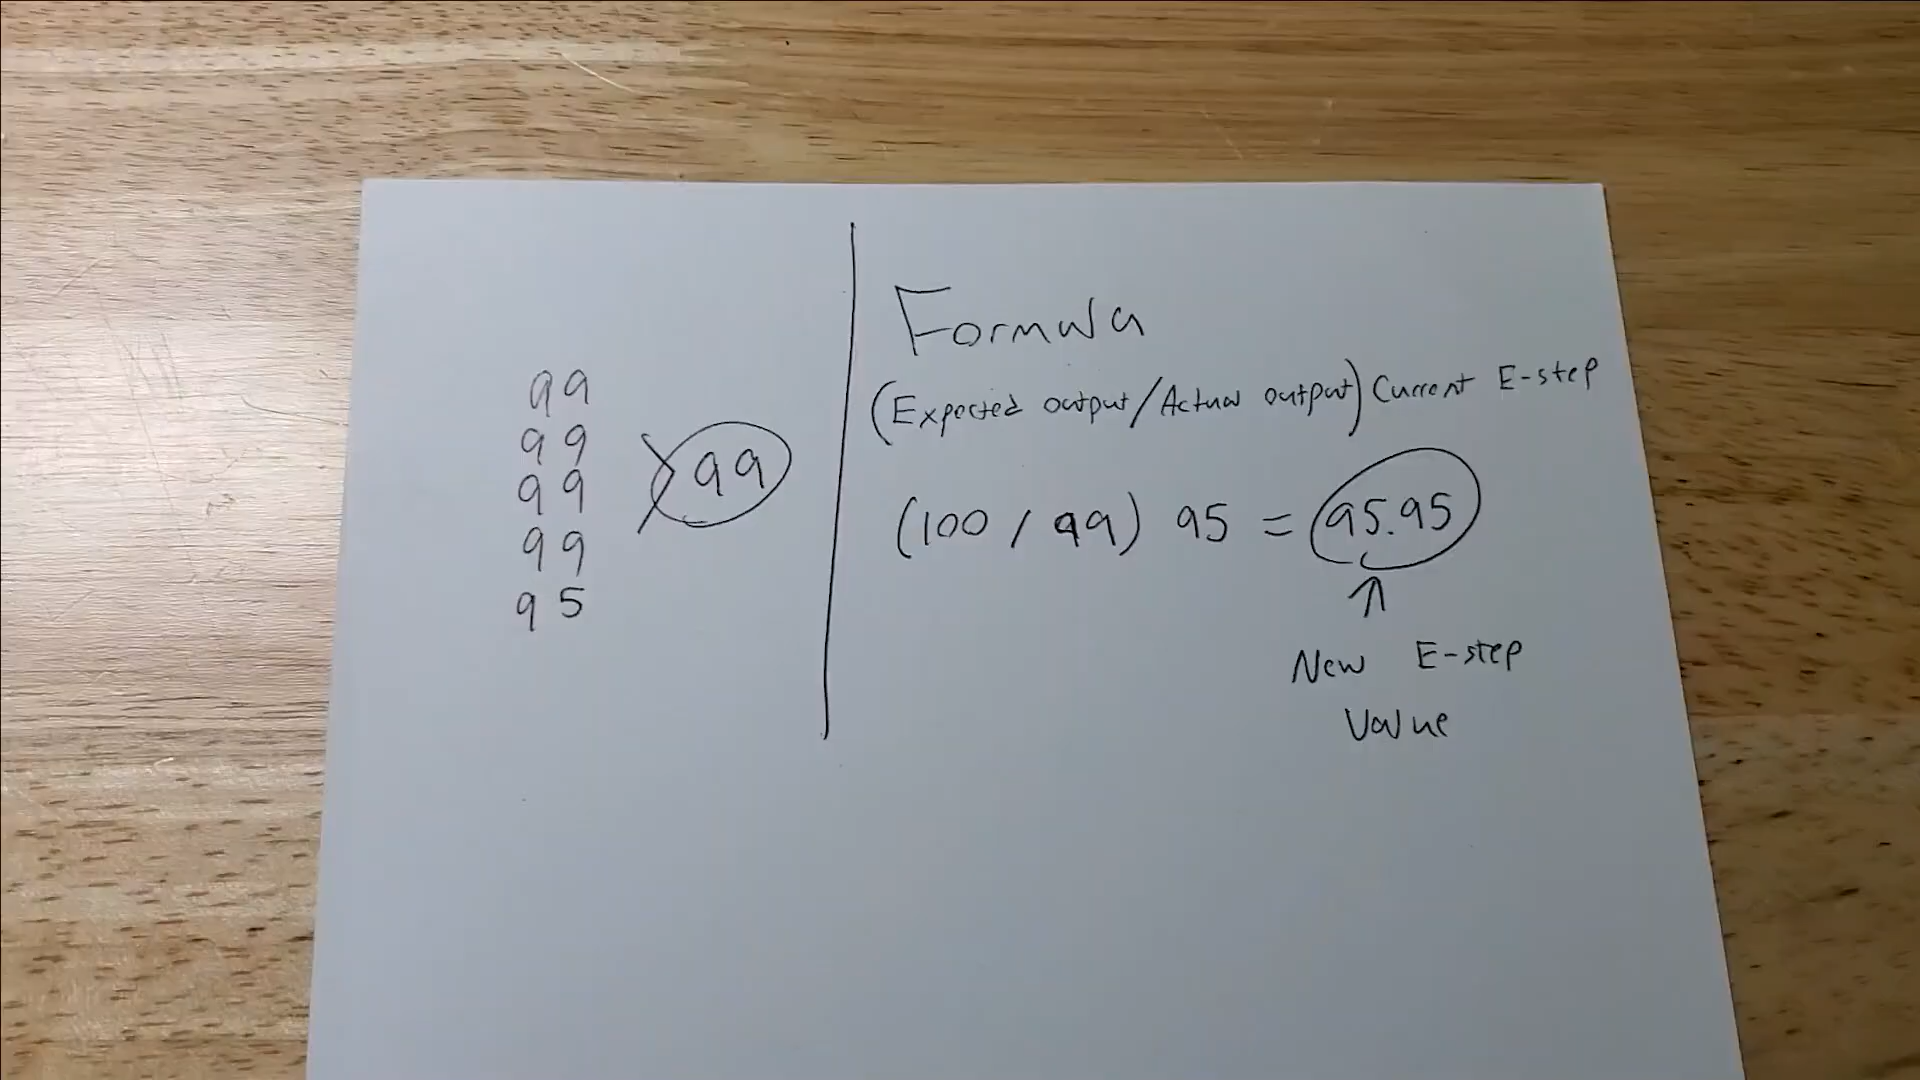 99
99
99
99
95
99
Formula
(Expected output/Actual output) Current E-step
(100 / 99) 95 = 95.95
↑
New E-step
Value